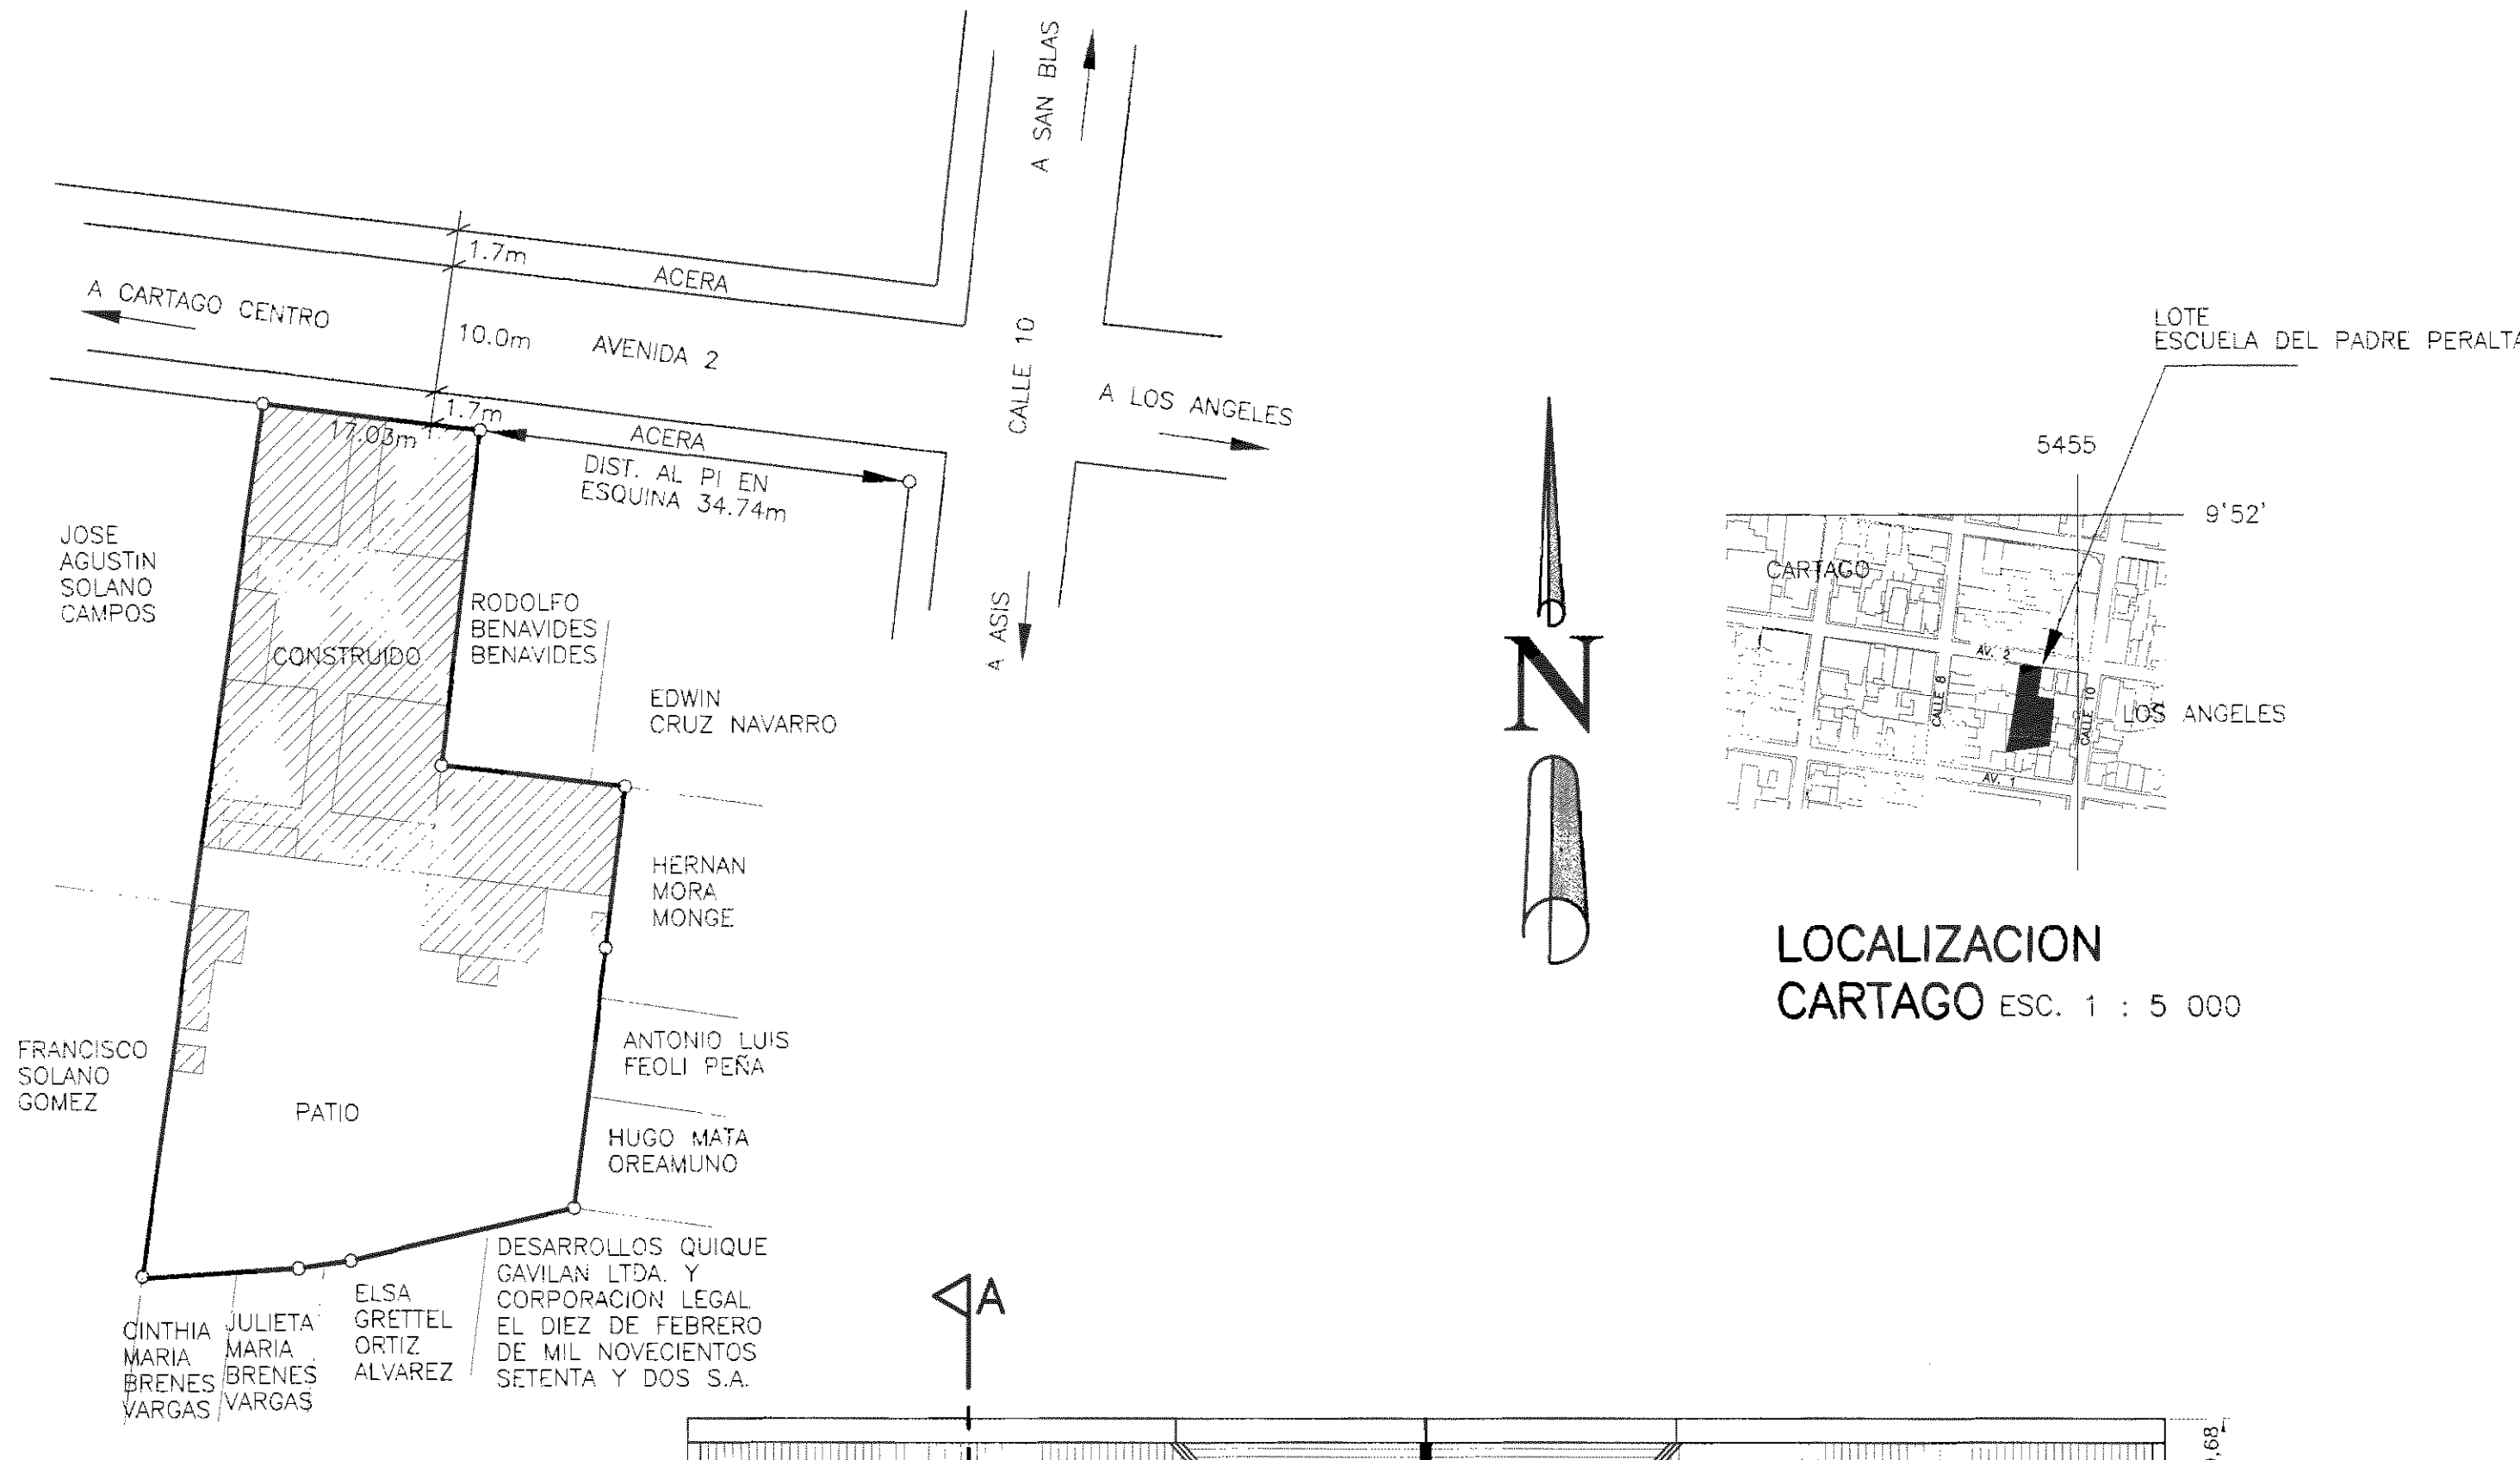 A SAN BLAS
1.7m
ACERA
A CARTAGO CENTRO
10.0m
AVENIDA 2
CALLE 10
A LOS ANGELES
1.7m
17.03m
ACERA
DIST. AL PI EN
ESQUINA 34.74m
A ASIS
JOSE
AGUSTIN
SOLANO
CAMPOS
CONSTRUIDO
RODOLFO
BENAVIDES
BENAVIDES
EDWIN
CRUZ NAVARRO
HERNAN
MORA
MONGE
ANTONIO LUIS
FEOLI PEÑA
HUGO MATA
OREAMUNO
FRANCISCO
SOLANO
GOMEZ
PATIO
CINTHIA
MARIA
BRENES
VARGAS
JULIETA
MARIA
BRENES
VARGAS
ELSA
GRETTEL
ORTIZ
ALVAREZ
DESARROLLOS QUIQUE
GAVILAN LTDA. Y
CORPORACION LEGAL
EL DIEZ DE FEBRERO
DE MIL NOVECIENTOS
SETENTA Y DOS S.A.
N
LOTE
ESCUELA DEL PADRE PERALTA
5455
9'52'
CARTAGO
AV. 2
CALLE 8
CALLE 10
LOS ANGELES
AV. 1
LOCALIZACION
CARTAGO ESC. 1 : 5 000
A